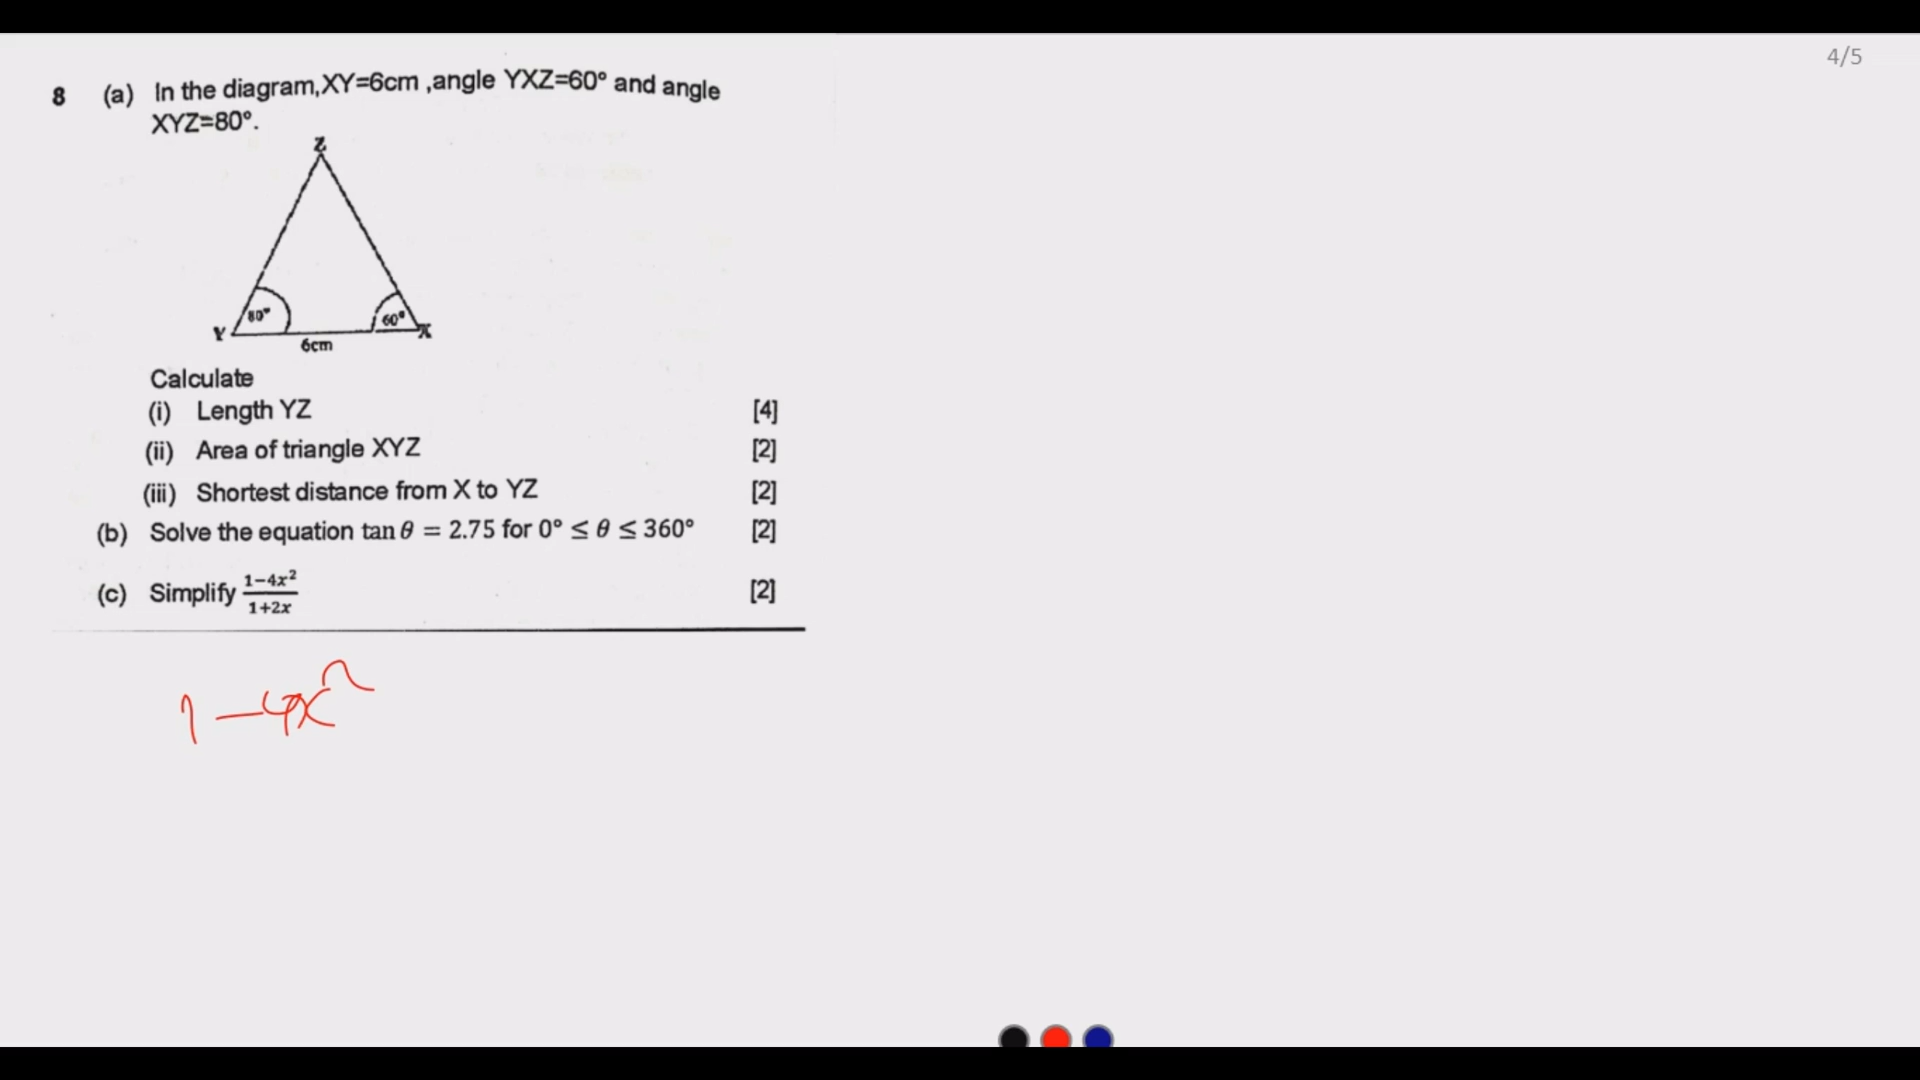 4/5
8 (a) In the diagram,XY=6cm ,angle YXZ=60° and angle
XYZ=80°.
Z
80°
60°
Y
X
6cm
Calculate
(i) Length YZ [4]
(ii) Area of triangle XYZ [2]
(iii) Shortest distance from X to YZ [2]
(b) Solve the equation tan θ = 2.75 for 0° ≤ θ ≤ 360° [2]
(c) Simplify \frac{1-4x²}{1+2x} [2]
1-4x²